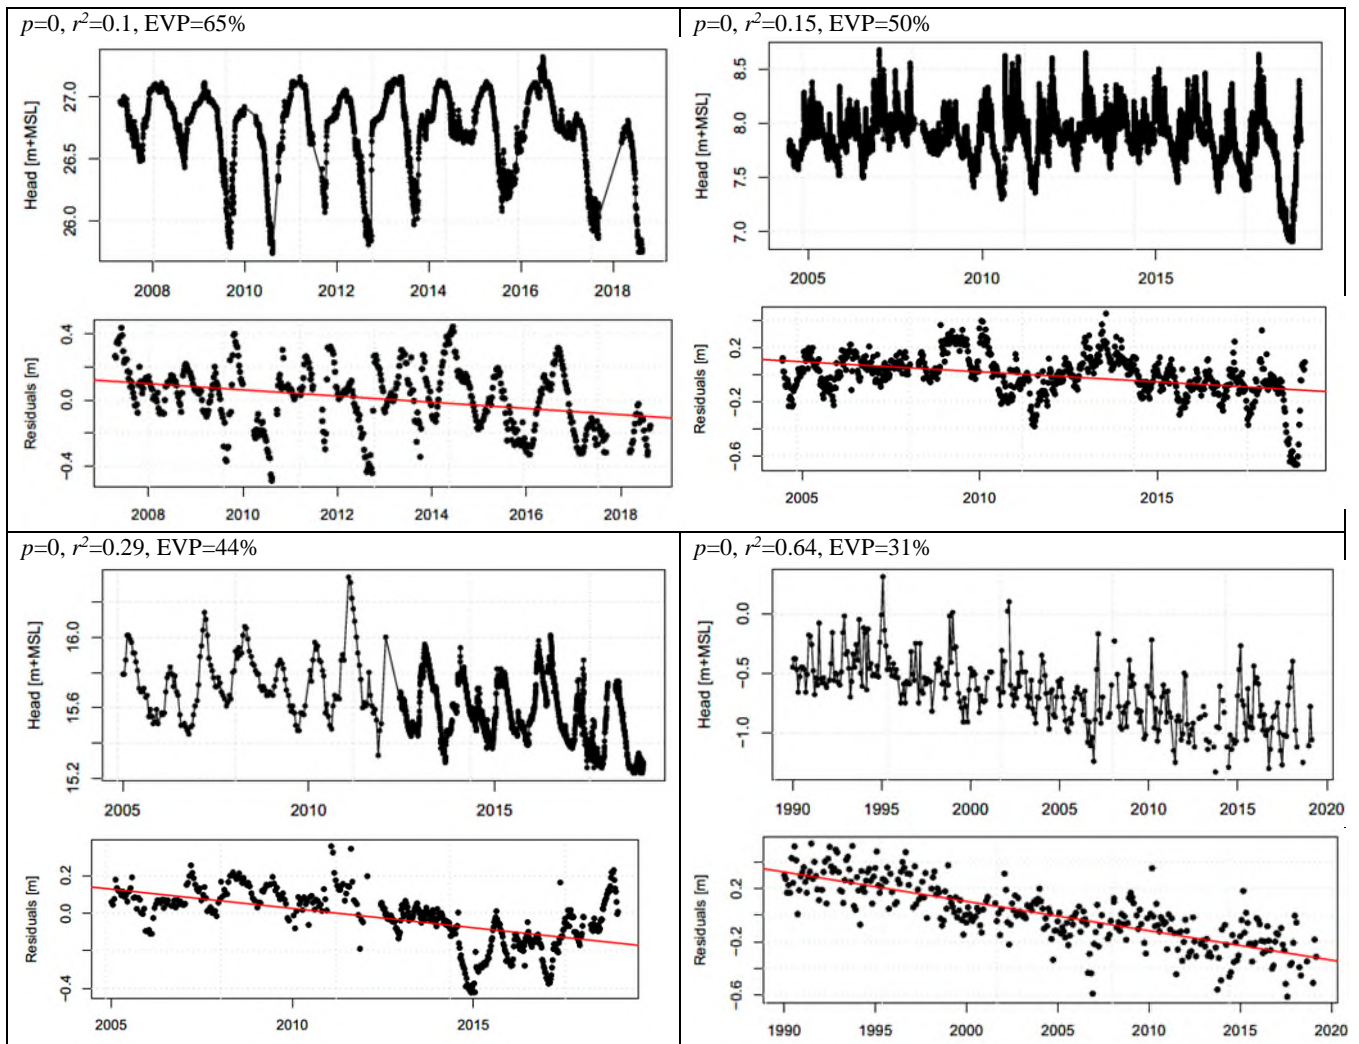 p=0, r²=0.1, EVP=65%
Head [m+MSL]
27.0
26.5
26.0
2008 2010 2012 2014 2016 2018
Residuals [m]
0.4
0.0
−0.4
2008 2010 2012 2014 2016 2018
p=0, r²=0.15, EVP=50%
Head [m+MSL]
8.5
8.0
7.5
7.0
2005 2010 2015
Residuals [m]
0.2
−0.2
−0.6
2005 2010 2015
p=0, r²=0.29, EVP=44%
Head [m+MSL]
16.0
15.6
15.2
2005 2010 2015
Residuals [m]
0.2
0.0
−0.4
2005 2010 2015
p=0, r²=0.64, EVP=31%
Head [m+MSL]
0.0
−0.5
−1.0
1990 1995 2000 2005 2010 2015 2020
Residuals [m]
0.2
−0.2
−0.6
1990 1995 2000 2005 2010 2015 2020